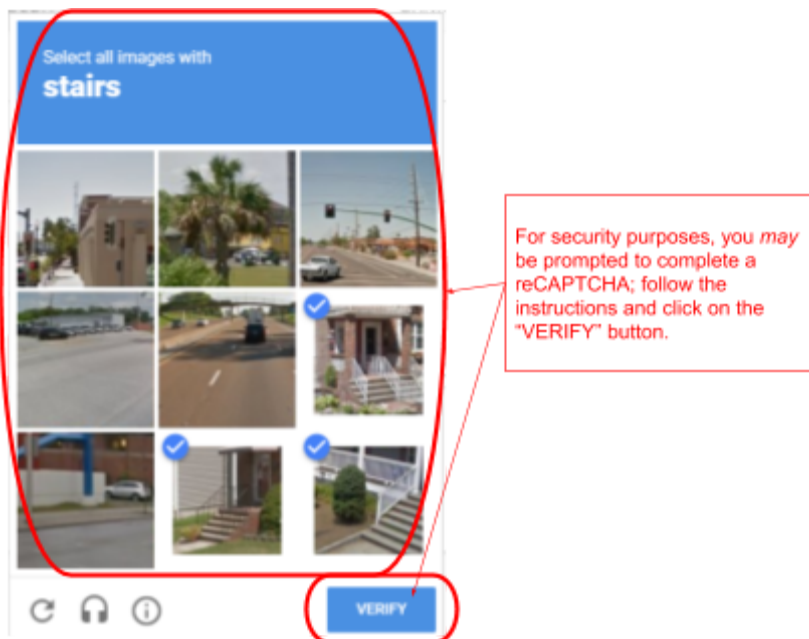 Select all images with
stairs
For security purposes, you may
be prompted to complete a
reCAPTCHA; follow the
instructions and click on the
“VERIFY” button.
VERIFY